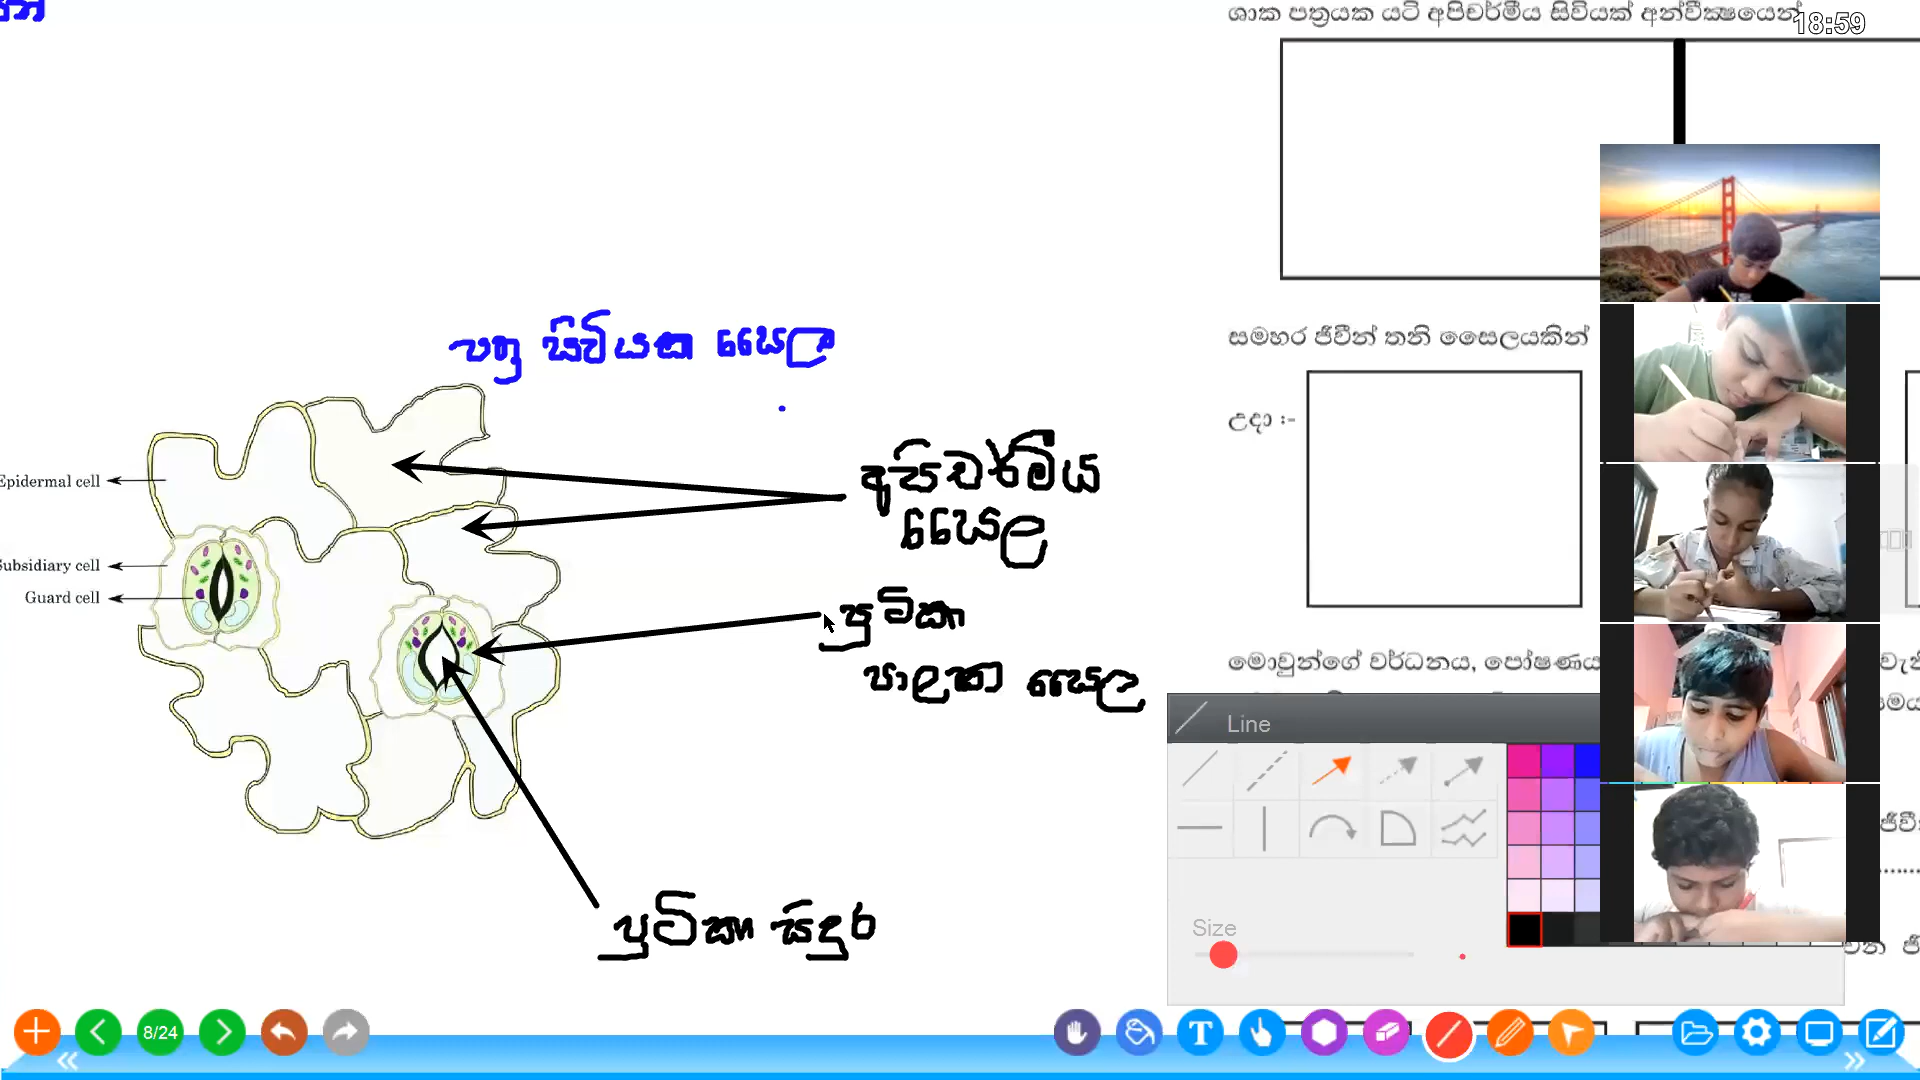 ශාක පත්‍රයක යටි අපිචර්මීය සිවියක් අන්වීක්ෂයෙන්
18:59
පත්‍ර සිවියක සෛල
සමහර ජීවීන් තනි සෛලයකින්
උදා :-
Epidermal cell
Subsidiary cell
Guard cell
අපිචර්මීය
සෛල
පුටිකා
පාලක සෛල
පුටිකා සිදුර
මොවුන්ගේ වර්ධනය, පෝෂණය
Line
Size
8/24
T